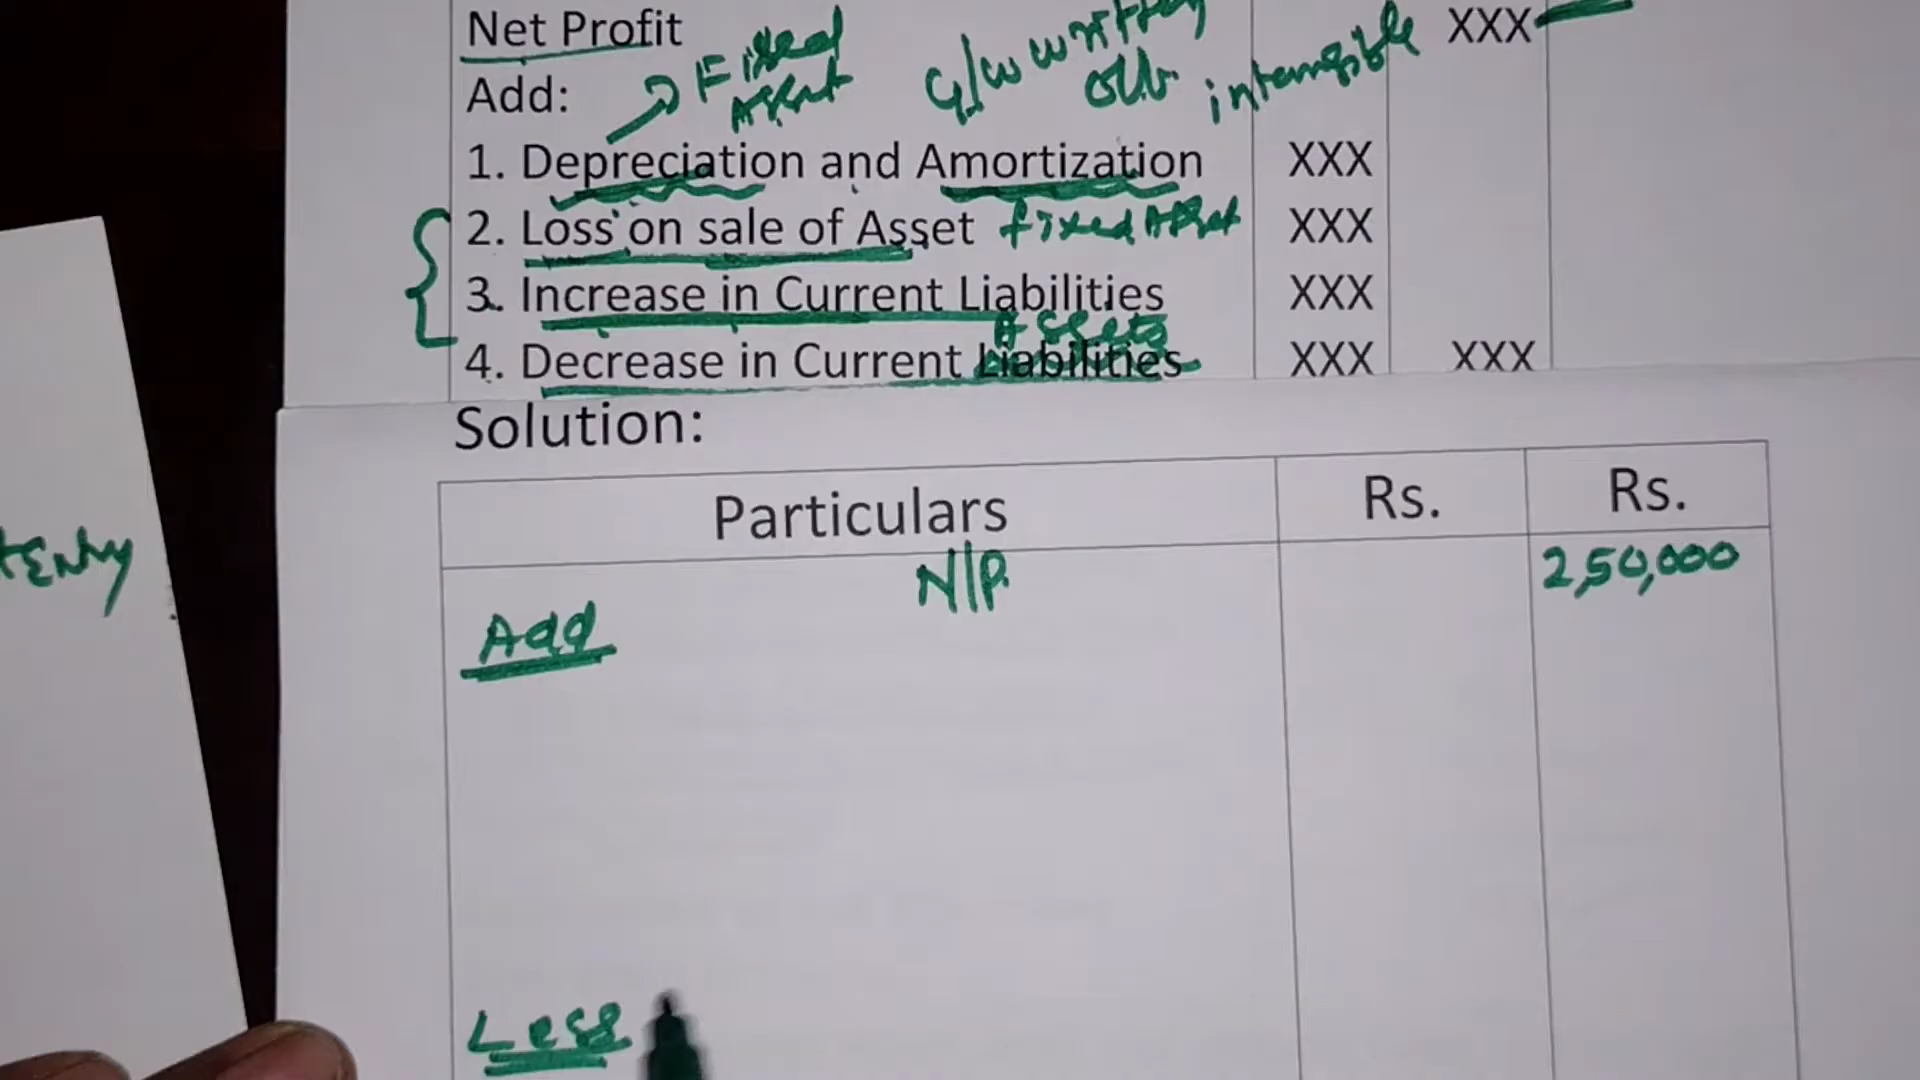 Net Profit XXX
Add: Fixed Asset G/W written intangible
1. Depreciation and Amortization XXX
2. Loss on sale of Asset fixed Asset XXX
3. Increase in Current Liabilities XXX
Assets
4. Decrease in Current Liabilities XXX XXX
Solution:
Particulars Rs. Rs.
N/P. 2,50,000
Add
Entry
Less